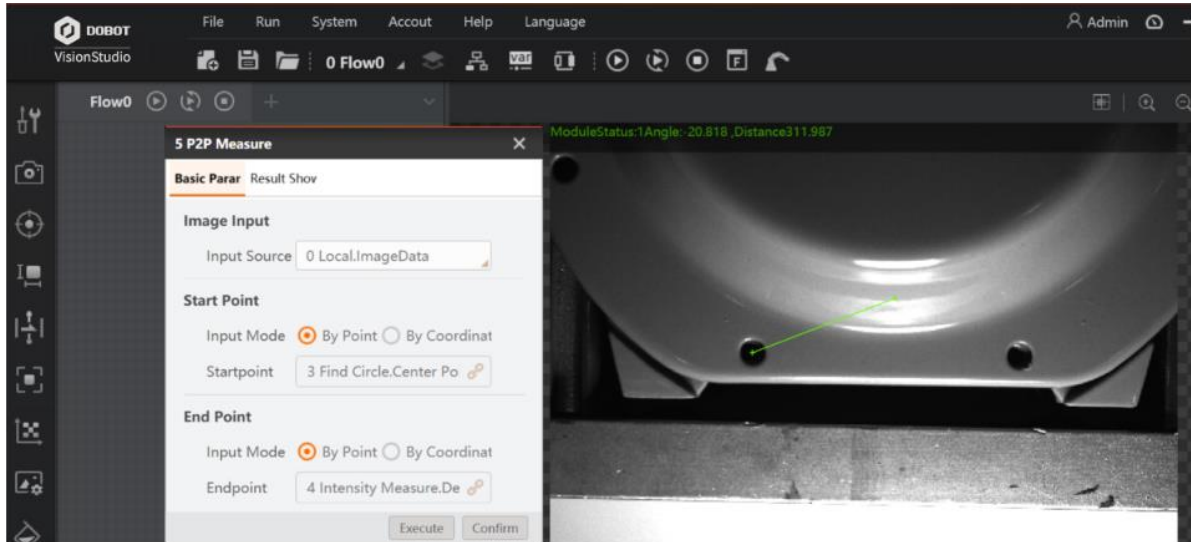 DOBOT
VisionStudio
File Run System Accout Help Language
Admin
0 Flow0
var
F
Flow0
5 P2P Measure
Basic Parar Result Shov
Image Input
Input Source 0 Local.ImageData
Start Point
Input Mode By Point By Coordinat
Startpoint 3 Find Circle.Center Po
End Point
Input Mode By Point By Coordinat
Endpoint 4 Intensity Measure.De
Execute Confirm
ModuleStatus:1Angle:-20.818 ,Distance311.987